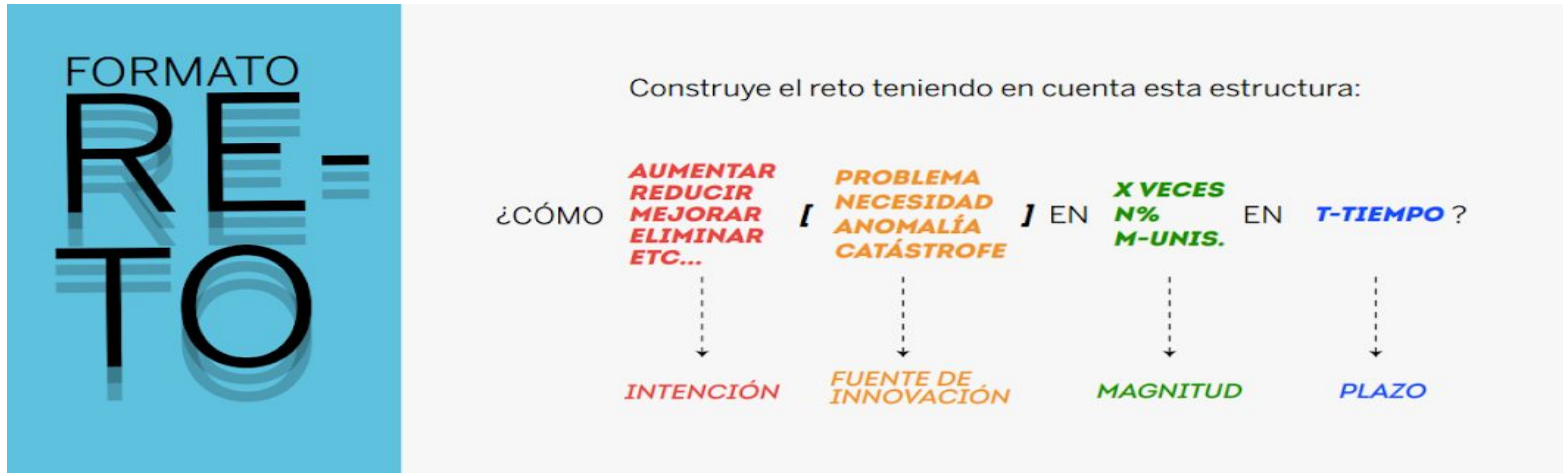 FORMATO
RE=
TO
Construye el reto teniendo en cuenta esta estructura:
¿CÓMO
AUMENTAR
REDUCIR
MEJORAR
ELIMINAR
ETC...
[
PROBLEMA
NECESIDAD
ANOMALÍA
CATÁSTROFE
] EN
X VECES
N%
M-UNIS.
EN
T-TIEMPO ?
INTENCIÓN
FUENTE DE
INNOVACIÓN
MAGNITUD
PLAZO